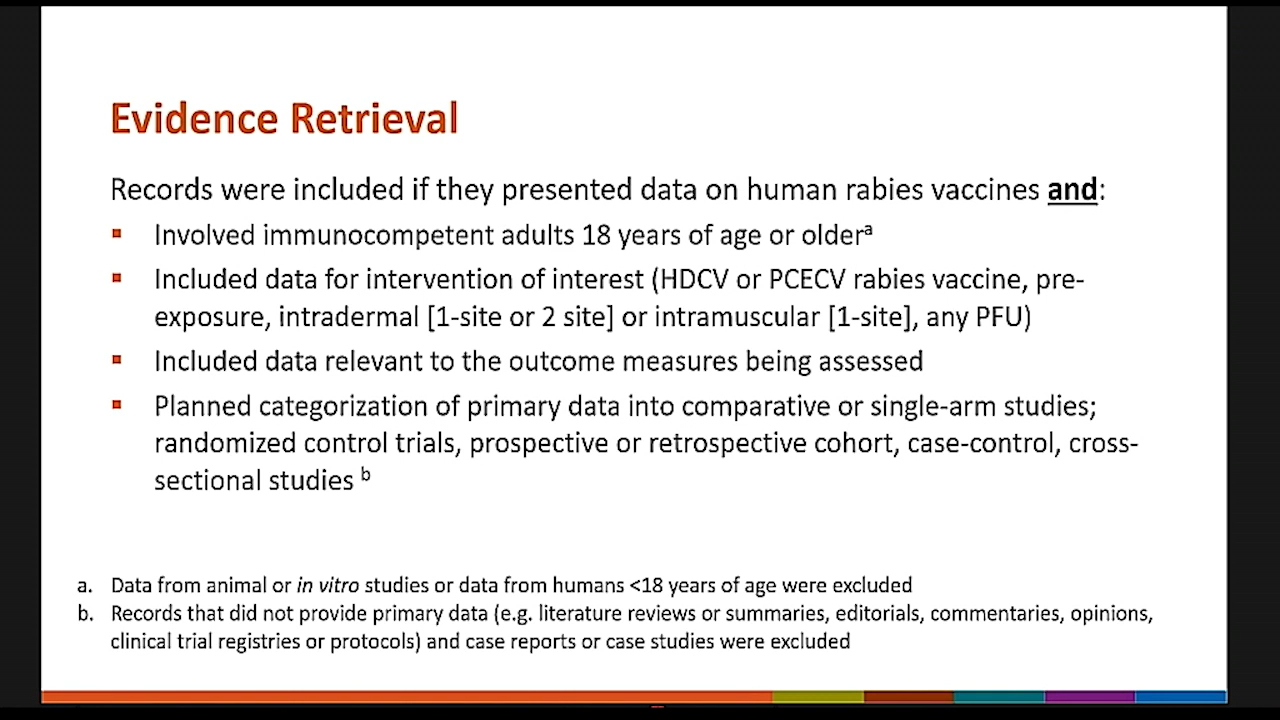 Evidence Retrieval
Records were included if they presented data on human rabies vaccines and:
Involved immunocompetent adults 18 years of age or olderᵃ
Included data for intervention of interest (HDCV or PCECV rabies vaccine, pre-
exposure, intradermal [1-site or 2 site] or intramuscular [1-site], any PFU)
Included data relevant to the outcome measures being assessed
Planned categorization of primary data into comparative or single-arm studies;
randomized control trials, prospective or retrospective cohort, case-control, cross-
sectional studies ᵇ
a. Data from animal or in vitro studies or data from humans <18 years of age were excluded
b. Records that did not provide primary data (e.g. literature reviews or summaries, editorials, commentaries, opinions,
clinical trial registries or protocols) and case reports or case studies were excluded